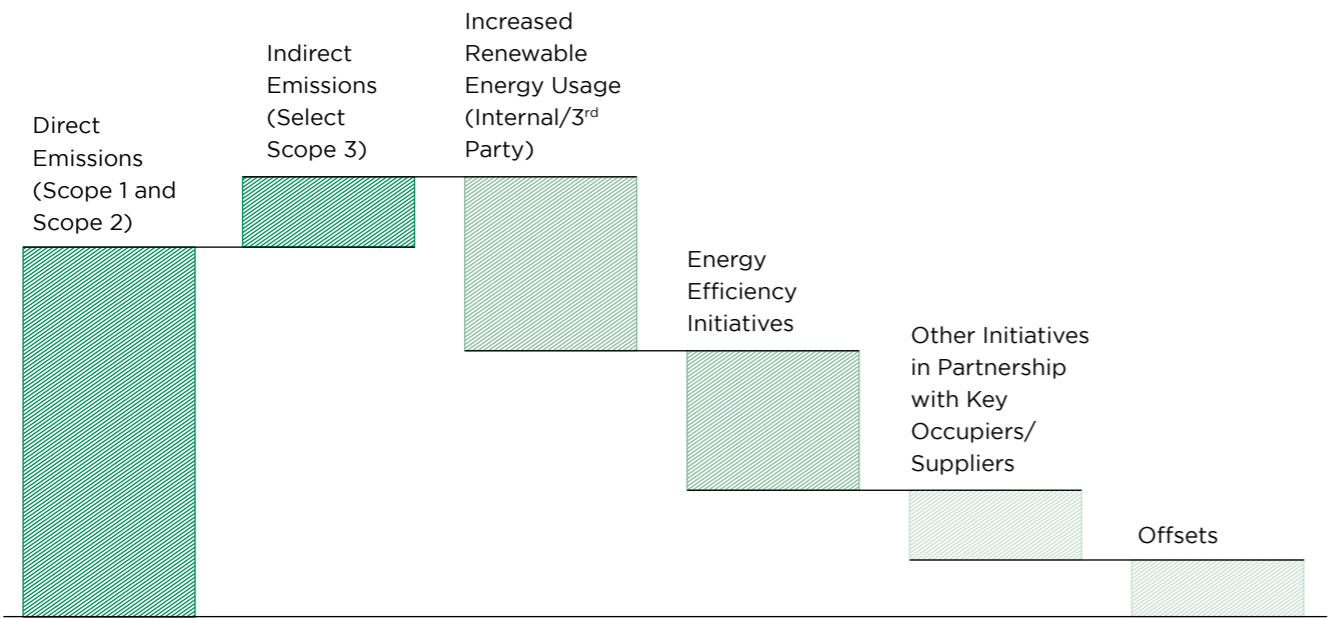 Direct
Emissions
(Scope 1 and
Scope 2)
Indirect
Emissions
(Select
Scope 3)
Increased
Renewable
Energy Usage
(Internal/3rd
Party)
Energy
Efficiency
Initiatives
Other Initiatives
in Partnership
with Key
Occupiers/
Suppliers
Offsets